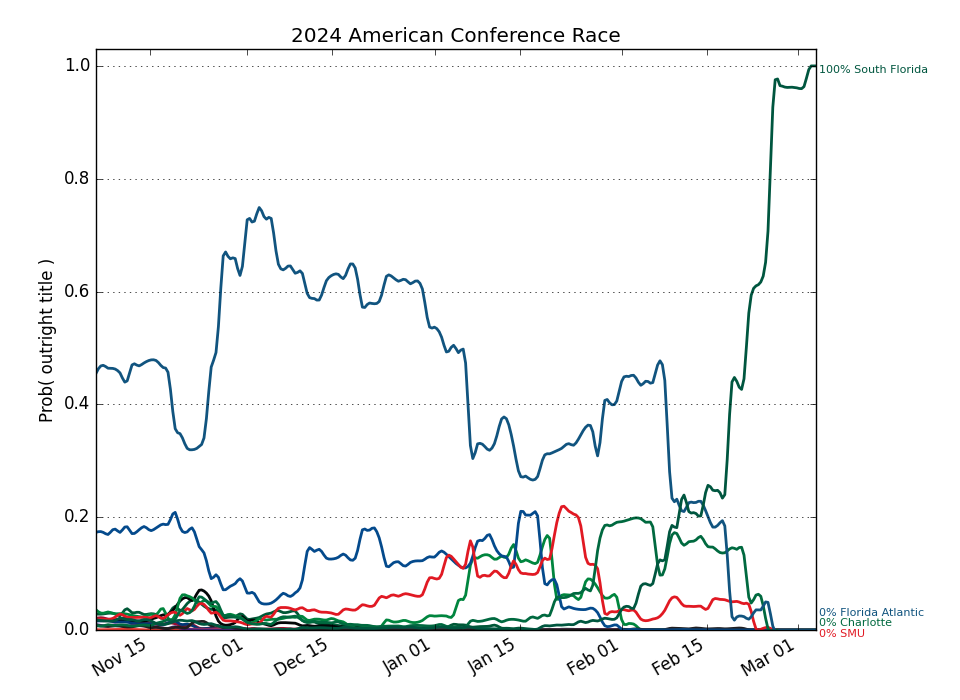 2024 American Conference Race
Prob( outright title )
1.0
0.8
0.6
0.4
0.2
0.0
100% South Florida
0% Florida Atlantic
0% Charlotte
0% SMU
Nov 15
Dec 01
Dec 15
Jan 01
Jan 15
Feb 01
Feb 15
Mar 01